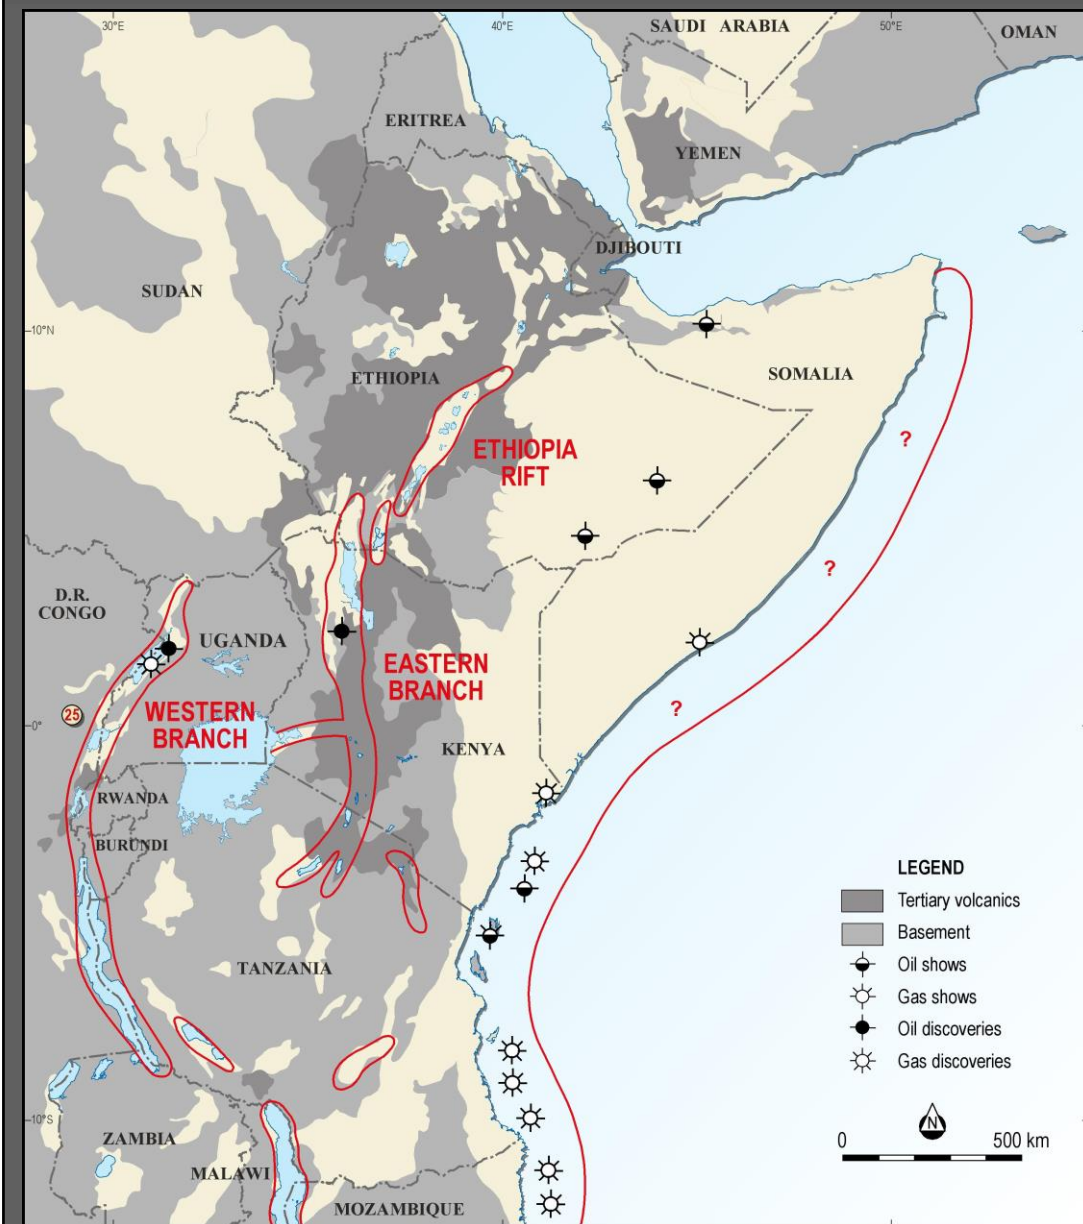 30°E
40°E
50°E
SAUDI ARABIA
OMAN
ERITREA
YEMEN
DJIBOUTI
SUDAN
10°N
ETHIOPIA
SOMALIA
?
ETHIOPIA
RIFT
?
D.R.
CONGO
UGANDA
EASTERN
BRANCH
25
WESTERN
BRANCH
?
0°
KENYA
RWANDA
BURUNDI
LEGEND
Tertiary volcanics
Basement
Oil shows
Gas shows
Oil discoveries
Gas discoveries
TANZANIA
10°S
ZAMBIA
MALAWI
MOZAMBIQUE
N
0 500 km